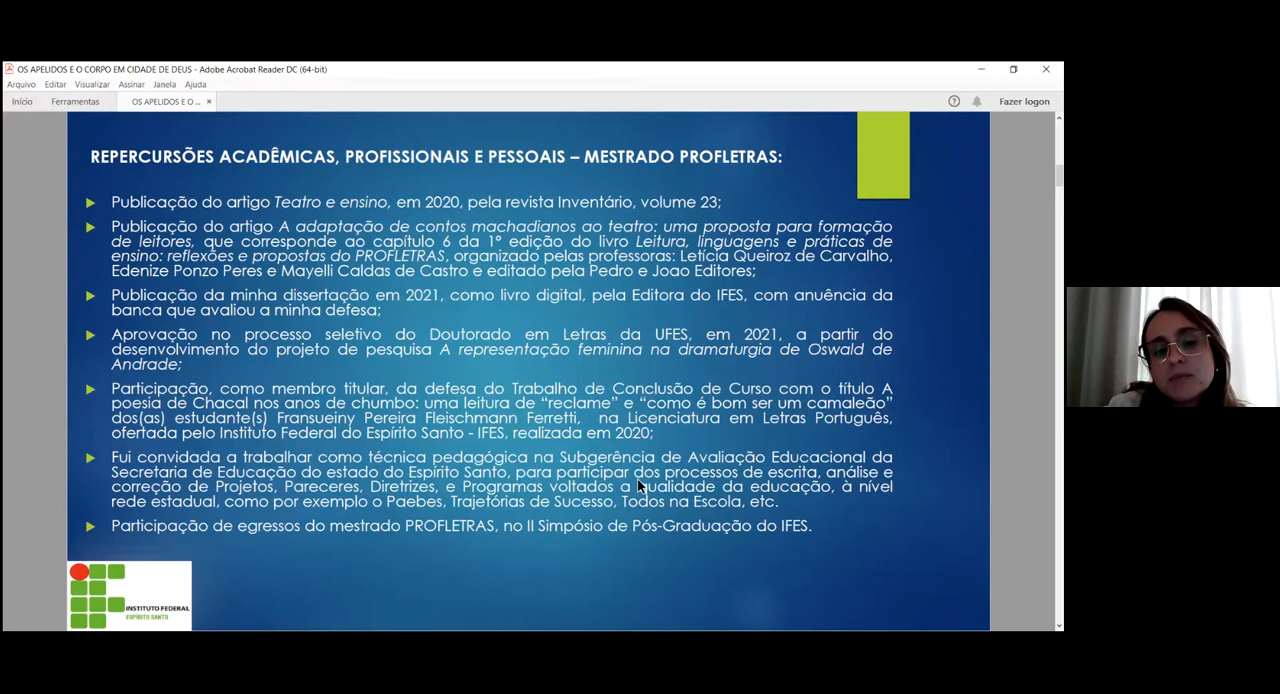 OS APELIDOS E O CORPO EM CIDADE DE DEUS - Adobe Acrobat Reader DC (64-bit)
Arquivo Editar Visualizar Assinar Janela Ajuda
Início Ferramentas OS APELIDOS E O ... × Fazer logon
REPERCURSÕES ACADÊMICAS, PROFISSIONAIS E PESSOAIS – MESTRADO PROFLETRAS:
Publicação do artigo Teatro e ensino, em 2020, pela revista Inventário, volume 23;
Publicação do artigo A adaptação de contos machadianos ao teatro: uma proposta para formação
de leitores, que corresponde ao capítulo 6 da 1ª edição do livro Leitura, linguagens e práticas de
ensino: reflexões e propostas do PROFLETRAS, organizado pelas professoras: Letícia Queiroz de Carvalho,
Edenize Ponzo Peres e Mayelli Caldas de Castro e editado pela Pedro e Joao Editores;
Publicação da minha dissertação em 2021, como livro digital, pela Editora do IFES, com anuência da
banca que avaliou a minha defesa;
Aprovação no processo seletivo do Doutorado em Letras da UFES, em 2021, a partir do
desenvolvimento do projeto de pesquisa A representação feminina na dramaturgia de Oswald de
Andrade;
Participação, como membro titular, da defesa do Trabalho de Conclusão de Curso com o título A
poesia de Chacal nos anos de chumbo: uma leitura de “reclame” e “como é bom ser um camaleão”
dos(as) estudante(s) Fransueiny Pereira Fleischmann Ferretti, na Licenciatura em Letras Português,
ofertada pelo Instituto Federal do Espírito Santo - IFES, realizada em 2020;
Fui convidada a trabalhar como técnica pedagógica na Subgerência de Avaliação Educacional da
Secretaria de Educação do estado do Espírito Santo, para participar dos processos de escrita, análise e
correção de Projetos, Pareceres, Diretrizes, e Programas voltados a qualidade da educação, à nível
rede estadual, como por exemplo o Paebes, Trajetórias de Sucesso, Todos na Escola, etc.
Participação de egressos do mestrado PROFLETRAS, no II Simpósio de Pós-Graduação do IFES.
INSTITUTO FEDERAL
ESPÍRITO SANTO